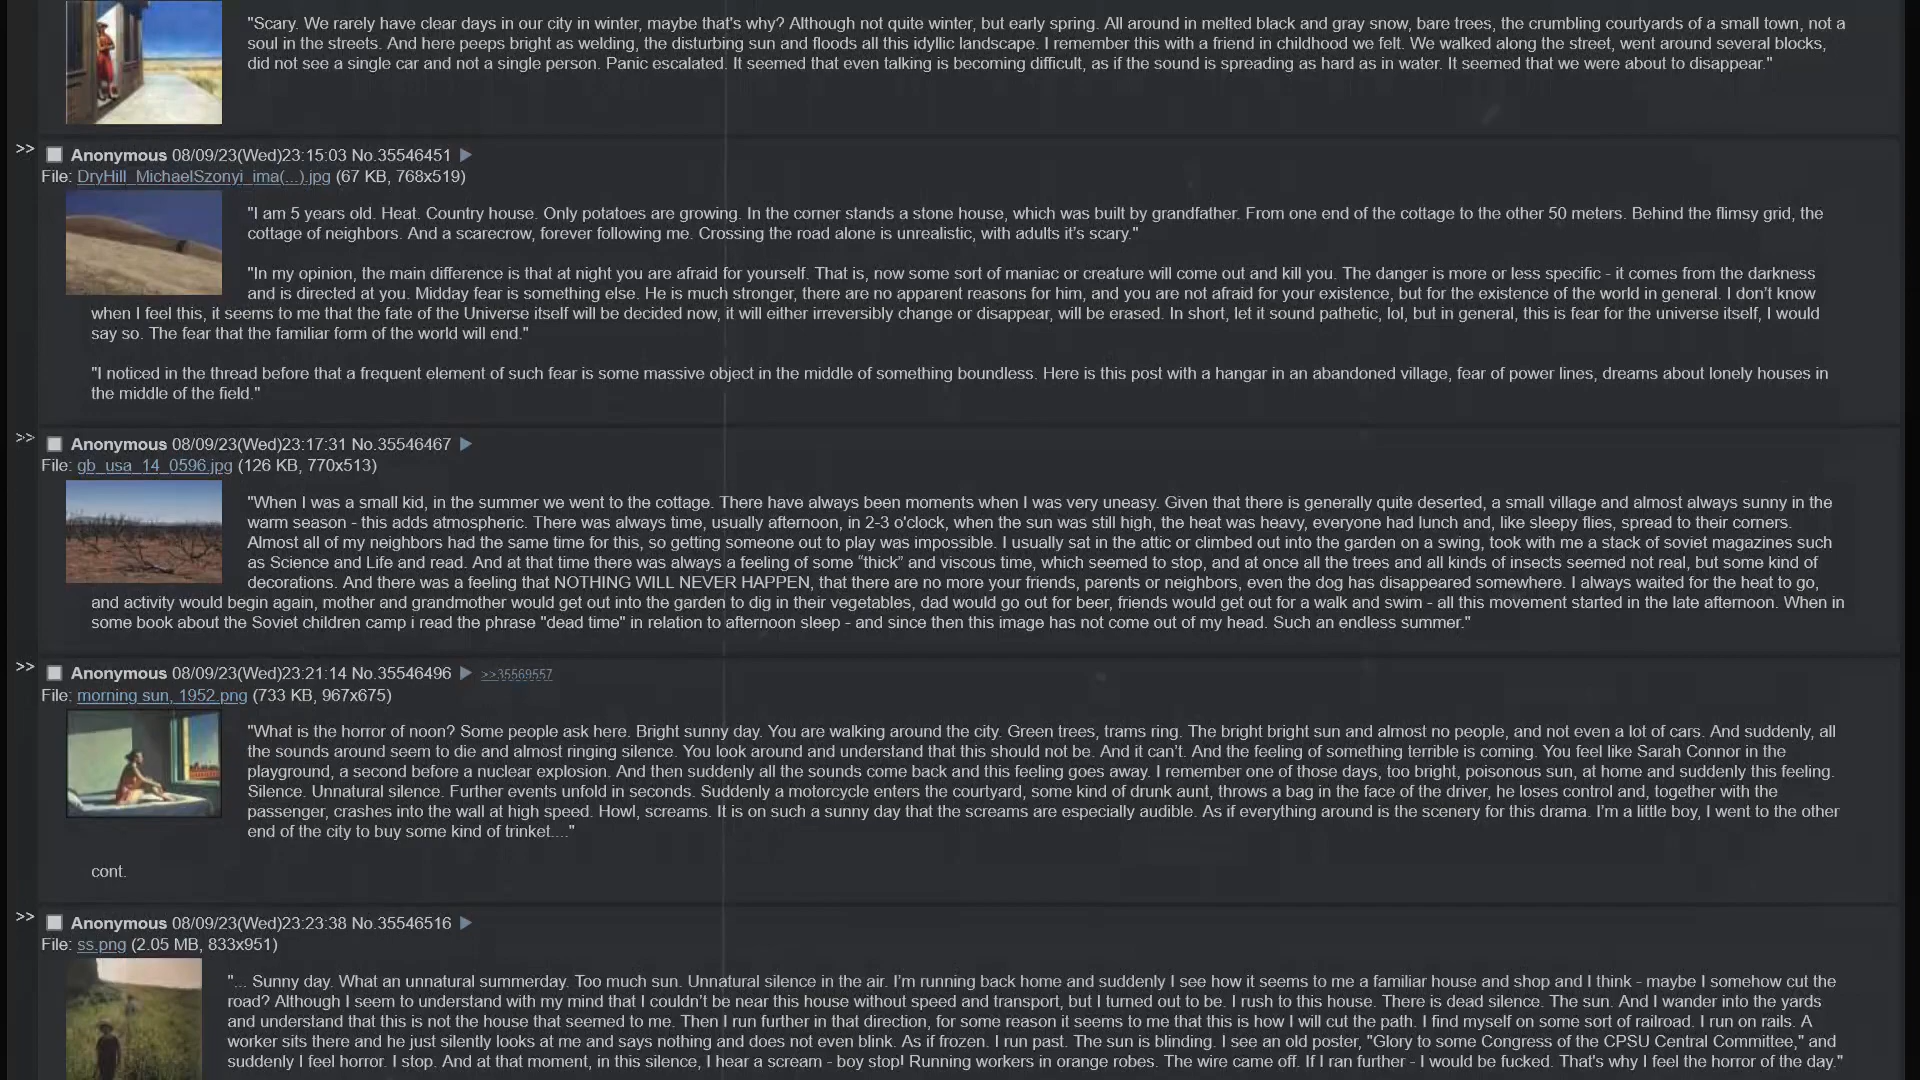 "Scary. We rarely have clear days in our city in winter, maybe that's why? Although not quite winter, but early spring. All around in melted black and gray snow, bare trees, the crumbling courtyards of a small town, not a
soul in the streets. And here peeps bright as welding, the disturbing sun and floods all this idyllic landscape. I remember this with a friend in childhood we felt. We walked along the street, went around several blocks,
did not see a single car and not a single person. Panic escalated. It seemed that even talking is becoming difficult, as if the sound is spreading as hard as in water. It seemed that we were about to disappear."
>> Anonymous 08/09/23(Wed)23:15:03 No.35546451 ▶
File: DryHill_MichaelSzonyi_ima(...).jpg (67 KB, 768x519)
"I am 5 years old. Heat. Country house. Only potatoes are growing. In the corner stands a stone house, which was built by grandfather. From one end of the cottage to the other 50 meters. Behind the flimsy grid, the
cottage of neighbors. And a scarecrow, forever following me. Crossing the road alone is unrealistic, with adults it's scary."
"In my opinion, the main difference is that at night you are afraid for yourself. That is, now some sort of maniac or creature will come out and kill you. The danger is more or less specific - it comes from the darkness
and is directed at you. Midday fear is something else. He is much stronger, there are no apparent reasons for him, and you are not afraid for your existence, but for the existence of the world in general. I don't know
when I feel this, it seems to me that the fate of the Universe itself will be decided now, it will either irreversibly change or disappear, will be erased. In short, let it sound pathetic, lol, but in general, this is fear for the universe itself, I would
say so. The fear that the familiar form of the world will end."
"I noticed in the thread before that a frequent element of such fear is some massive object in the middle of something boundless. Here is this post with a hangar in an abandoned village, fear of power lines, dreams about lonely houses in
the middle of the field."
>> Anonymous 08/09/23(Wed)23:17:31 No.35546467 ▶
File: gb_usa_14_0596.jpg (126 KB, 770x513)
"When I was a small kid, in the summer we went to the cottage. There have always been moments when I was very uneasy. Given that there is generally quite deserted, a small village and almost always sunny in the
warm season - this adds atmospheric. There was always time, usually afternoon, in 2-3 o'clock, when the sun was still high, the heat was heavy, everyone had lunch and, like sleepy flies, spread to their corners.
Almost all of my neighbors had the same time for this, so getting someone out to play was impossible. I usually sat in the attic or climbed out into the garden on a swing, took with me a stack of soviet magazines such
as Science and Life and read. And at that time there was always a feeling of some “thick” and viscous time, which seemed to stop, and at once all the trees and all kinds of insects seemed not real, but some kind of
decorations. And there was a feeling that NOTHING WILL NEVER HAPPEN, that there are no more your friends, parents or neighbors, even the dog has disappeared somewhere. I always waited for the heat to go,
and activity would begin again, mother and grandmother would get out into the garden to dig in their vegetables, dad would go out for beer, friends would get out for a walk and swim - all this movement started in the late afternoon. When in
some book about the Soviet children camp i read the phrase "dead time" in relation to afternoon sleep - and since then this image has not come out of my head. Such an endless summer."
>> Anonymous 08/09/23(Wed)23:21:14 No.35546496 ▶ >>35569557
File: morning sun, 1952.png (733 KB, 967x675)
"What is the horror of noon? Some people ask here. Bright sunny day. You are walking around the city. Green trees, trams ring. The bright bright sun and almost no people, and not even a lot of cars. And suddenly, all
the sounds around seem to die and almost ringing silence. You look around and understand that this should not be. And it can't. And the feeling of something terrible is coming. You feel like Sarah Connor in the
playground, a second before a nuclear explosion. And then suddenly all the sounds come back and this feeling goes away. I remember one of those days, too bright, poisonous sun, at home and suddenly this feeling.
Silence. Unnatural silence. Further events unfold in seconds. Suddenly a motorcycle enters the courtyard, some kind of drunk aunt, throws a bag in the face of the driver, he loses control and, together with the
passenger, crashes into the wall at high speed. Howl, screams. It is on such a sunny day that the screams are especially audible. As if everything around is the scenery for this drama. I'm a little boy, I went to the other
end of the city to buy some kind of trinket...."
cont.
>> Anonymous 08/09/23(Wed)23:23:38 No.35546516 ▶
File: ss.png (2.05 MB, 833x951)
"... Sunny day. What an unnatural summerday. Too much sun. Unnatural silence in the air. I'm running back home and suddenly I see how it seems to me a familiar house and shop and I think - maybe I somehow cut the
road? Although I seem to understand with my mind that I couldn't be near this house without speed and transport, but I turned out to be. I rush to this house. There is dead silence. The sun. And I wander into the yards
and understand that this is not the house that seemed to me. Then I run further in that direction, for some reason it seems to me that this is how I will cut the path. I find myself on some sort of railroad. I run on rails. A
worker sits there and he just silently looks at me and says nothing and does not even blink. As if frozen. I run past. The sun is blinding. I see an old poster, "Glory to some Congress of the CPSU Central Committee," and
suddenly I feel horror. I stop. And at that moment, in this silence, I hear a scream - boy stop! Running workers in orange robes. The wire came off. If I ran further - I would be fucked. That's why I feel the horror of the day."